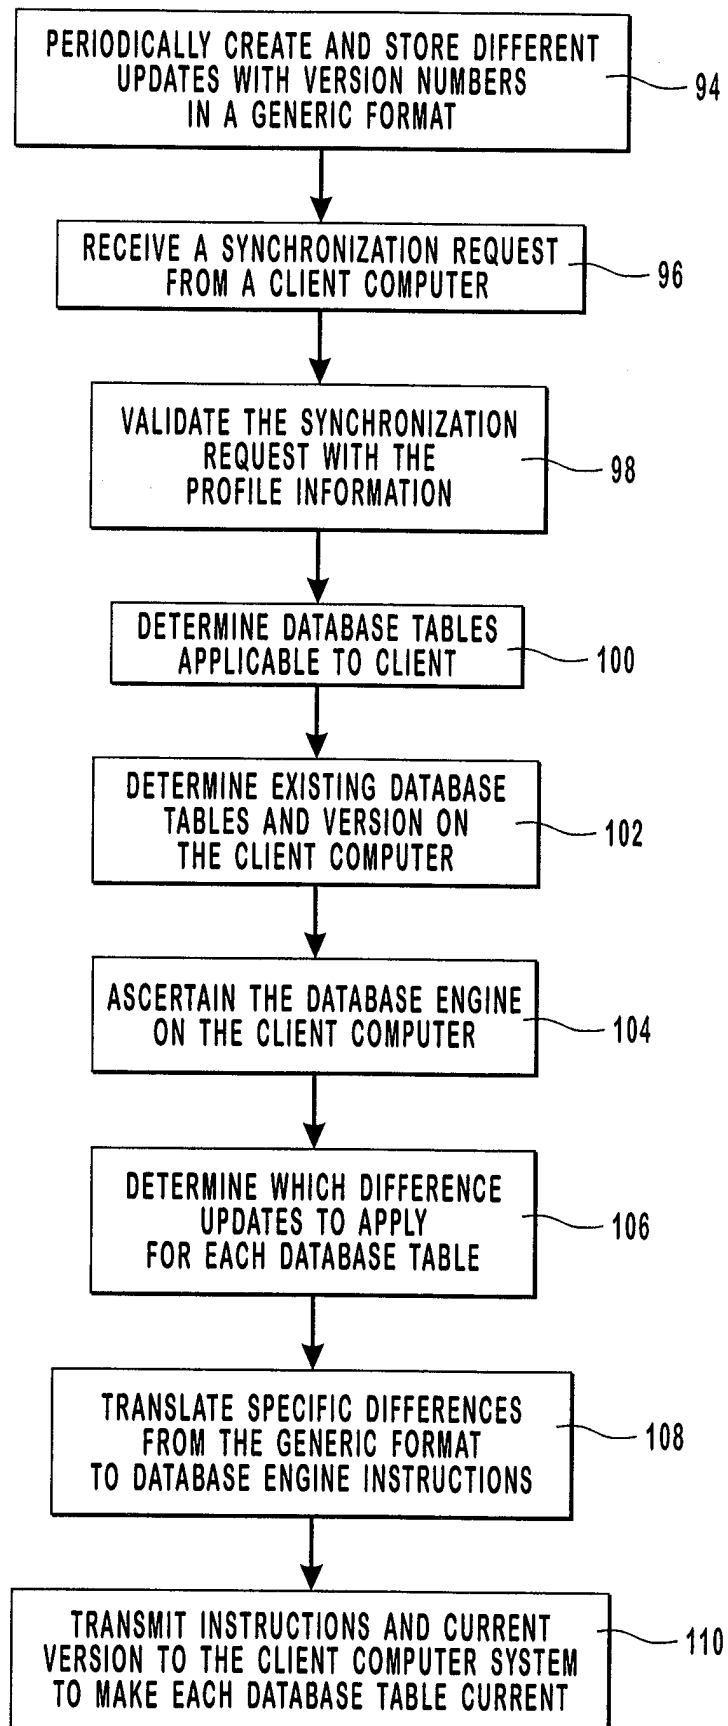 PERIODICALLY CREATE AND STORE DIFFERENT
UPDATES WITH VERSION NUMBERS
IN A GENERIC FORMAT
94
RECEIVE A SYNCHRONIZATION REQUEST
FROM A CLIENT COMPUTER
96
VALIDATE THE SYNCHRONIZATION
REQUEST WITH THE
PROFILE INFORMATION
98
DETERMINE DATABASE TABLES
APPLICABLE TO CLIENT
100
DETERMINE EXISTING DATABASE
TABLES AND VERSION ON
THE CLIENT COMPUTER
102
ASCERTAIN THE DATABASE ENGINE
ON THE CLIENT COMPUTER
104
DETERMINE WHICH DIFFERENCE
UPDATES TO APPLY
FOR EACH DATABASE TABLE
106
TRANSLATE SPECIFIC DIFFERENCES
FROM THE GENERIC FORMAT
TO DATABASE ENGINE INSTRUCTIONS
108
TRANSMIT INSTRUCTIONS AND CURRENT
VERSION TO THE CLIENT COMPUTER SYSTEM
TO MAKE EACH DATABASE TABLE CURRENT
110